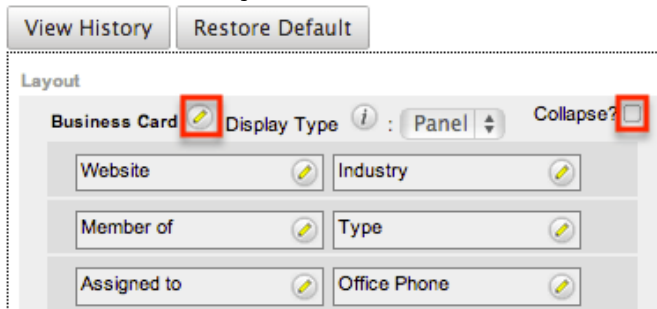 View History Restore Default
Layout
Business Card Display Type i : Panel Collapse?
Website Industry
Member of Type
Assigned to Office Phone